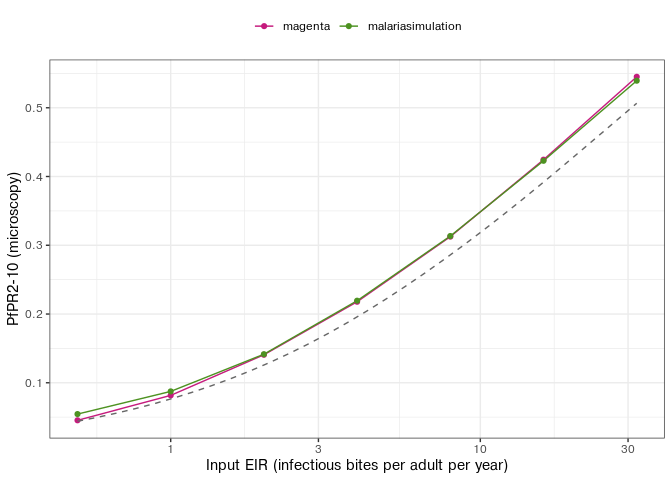 magenta malariasimulation
0.5
0.4
0.3
0.2
0.1
PfPR2-10 (microscopy)
1 3 10 30
Input EIR (infectious bites per adult per year)